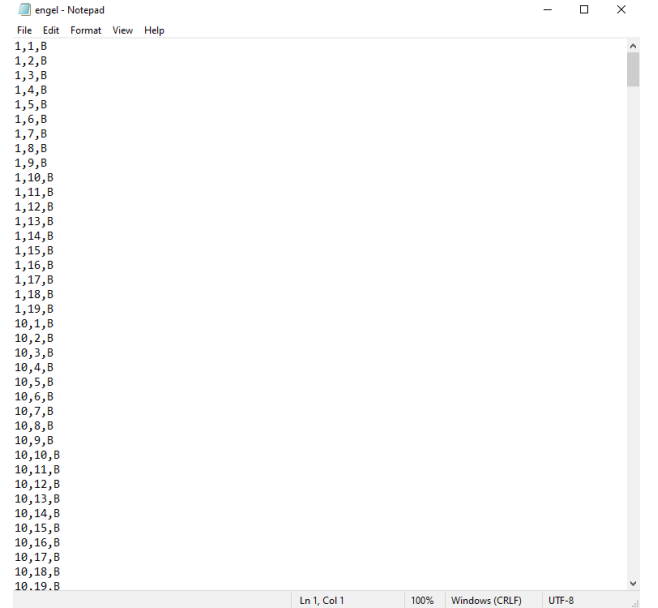 engel - Notepad
File Edit Format View Help
1,1,B
1,2,B
1,3,B
1,4,B
1,5,B
1,6,B
1,7,B
1,8,B
1,9,B
1,10,B
1,11,B
1,12,B
1,13,B
1,14,B
1,15,B
1,16,B
1,17,B
1,18,B
1,19,B
10,1,B
10,2,B
10,3,B
10,4,B
10,5,B
10,6,B
10,7,B
10,8,B
10,9,B
10,10,B
10,11,B
10,12,B
10,13,B
10,14,B
10,15,B
10,16,B
10,17,B
10,18,B
10,19,B
Ln 1, Col 1 100% Windows (CRLF) UTF-8